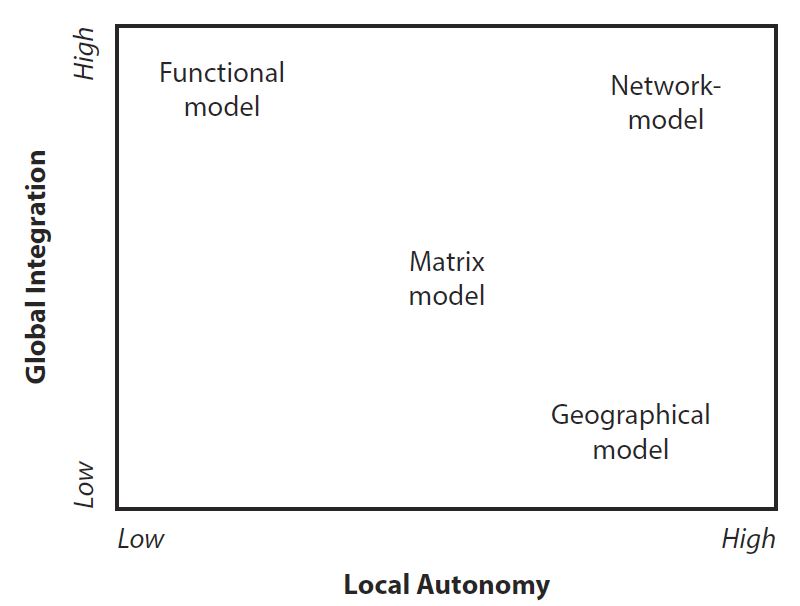 High
Functional
model
Network-
model
Global Integration
Matrix
model
Geographical
model
Low
Low
High
Local Autonomy